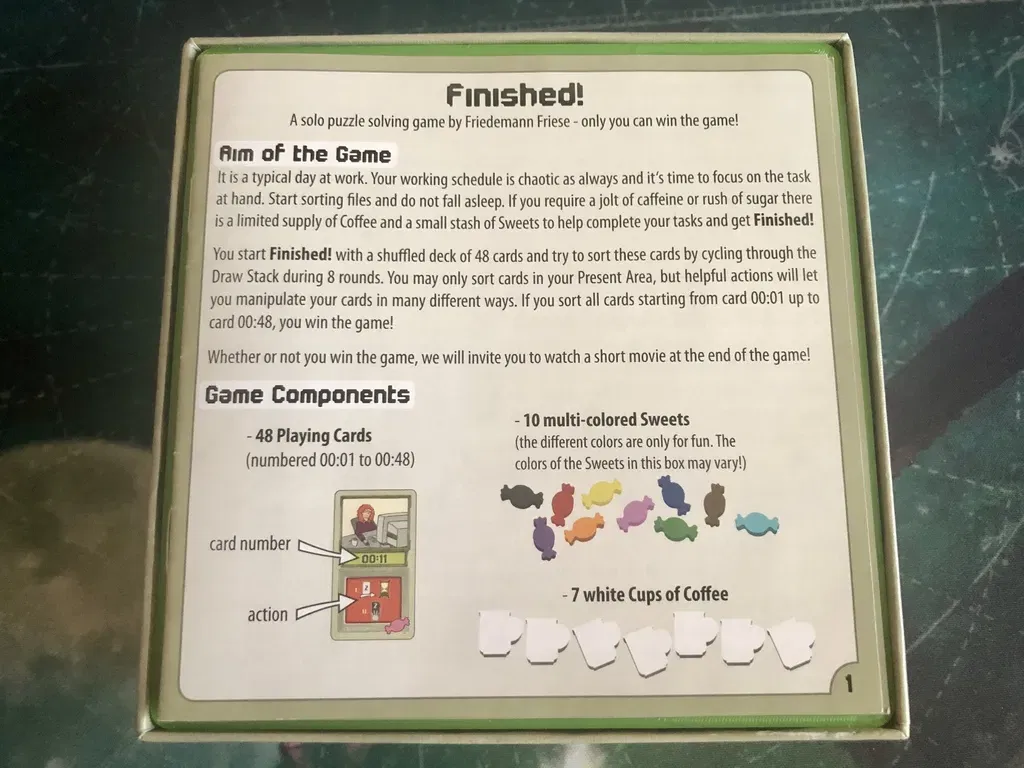 Finished!
A solo puzzle solving game by Friedemann Friese - only you can win the game!
Aim of the Game
It is a typical day at work. Your working schedule is chaotic as always and it's time to focus on the task
at hand. Start sorting files and do not fall asleep. If you require a jolt of caffeine or rush of sugar there
is a limited supply of Coffee and a small stash of Sweets to help complete your tasks and get Finished!
You start Finished! with a shuffled deck of 48 cards and try to sort these cards by cycling through the
Draw Stack during 8 rounds. You may only sort cards in your Present Area, but helpful actions will let
you manipulate your cards in many different ways. If you sort all cards starting from card 00:01 up to
card 00:48, you win the game!
Whether or not you win the game, we will invite you to watch a short movie at the end of the game!
Game Components
- 48 Playing Cards
(numbered 00:01 to 00:48)
card number
00:11
action
- 10 multi-colored Sweets
(the different colors are only for fun. The
colors of the Sweets in this box may vary!)
- 7 white Cups of Coffee
1